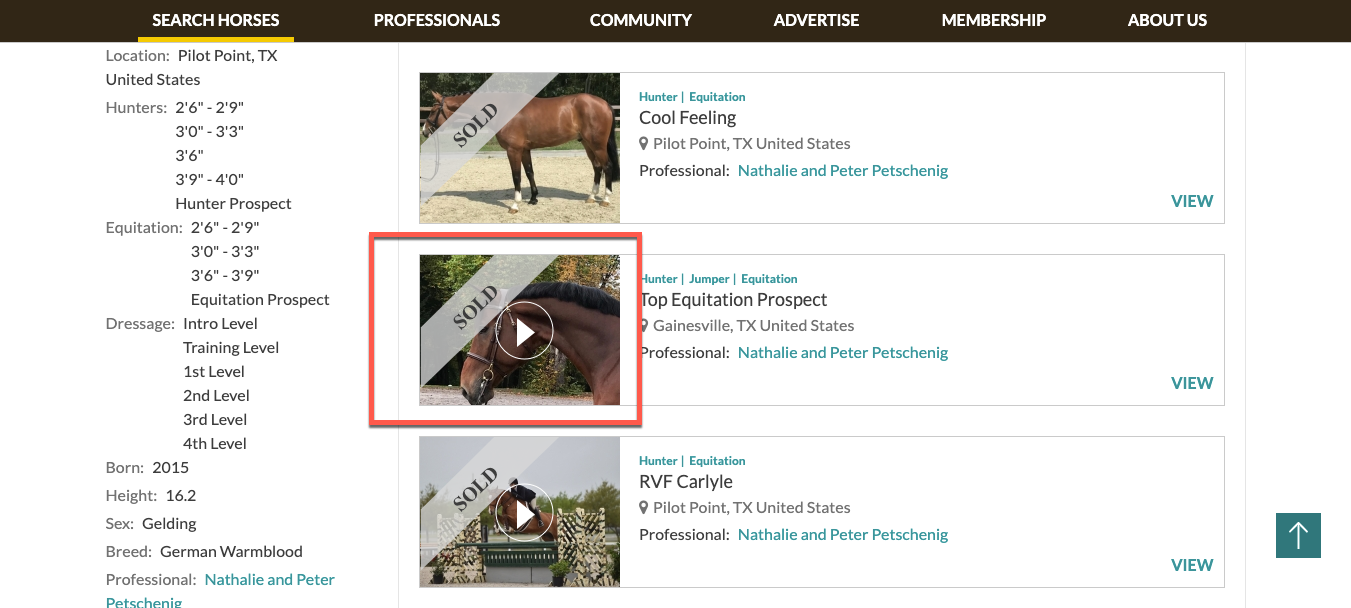 SEARCH HORSES PROFESSIONALS COMMUNITY ADVERTISE MEMBERSHIP ABOUT US
Location: Pilot Point, TX
United States
Hunters: 2'6" - 2'9"
3'0" - 3'3"
3'6"
3'9" - 4'0"
Hunter Prospect
Equitation: 2'6" - 2'9"
3'0" - 3'3"
3'6" - 3'9"
Equitation Prospect
Dressage: Intro Level
Training Level
1st Level
2nd Level
3rd Level
4th Level
Born: 2015
Height: 16.2
Sex: Gelding
Breed: German Warmblood
Professional: Nathalie and Peter
Petschenig
SOLD
Hunter | Equitation
Cool Feeling
Pilot Point, TX United States
Professional: Nathalie and Peter Petschenig
VIEW
SOLD
Hunter | Jumper | Equitation
Top Equitation Prospect
Gainesville, TX United States
Professional: Nathalie and Peter Petschenig
VIEW
SOLD
Hunter | Equitation
RVF Carlyle
Pilot Point, TX United States
Professional: Nathalie and Peter Petschenig
VIEW